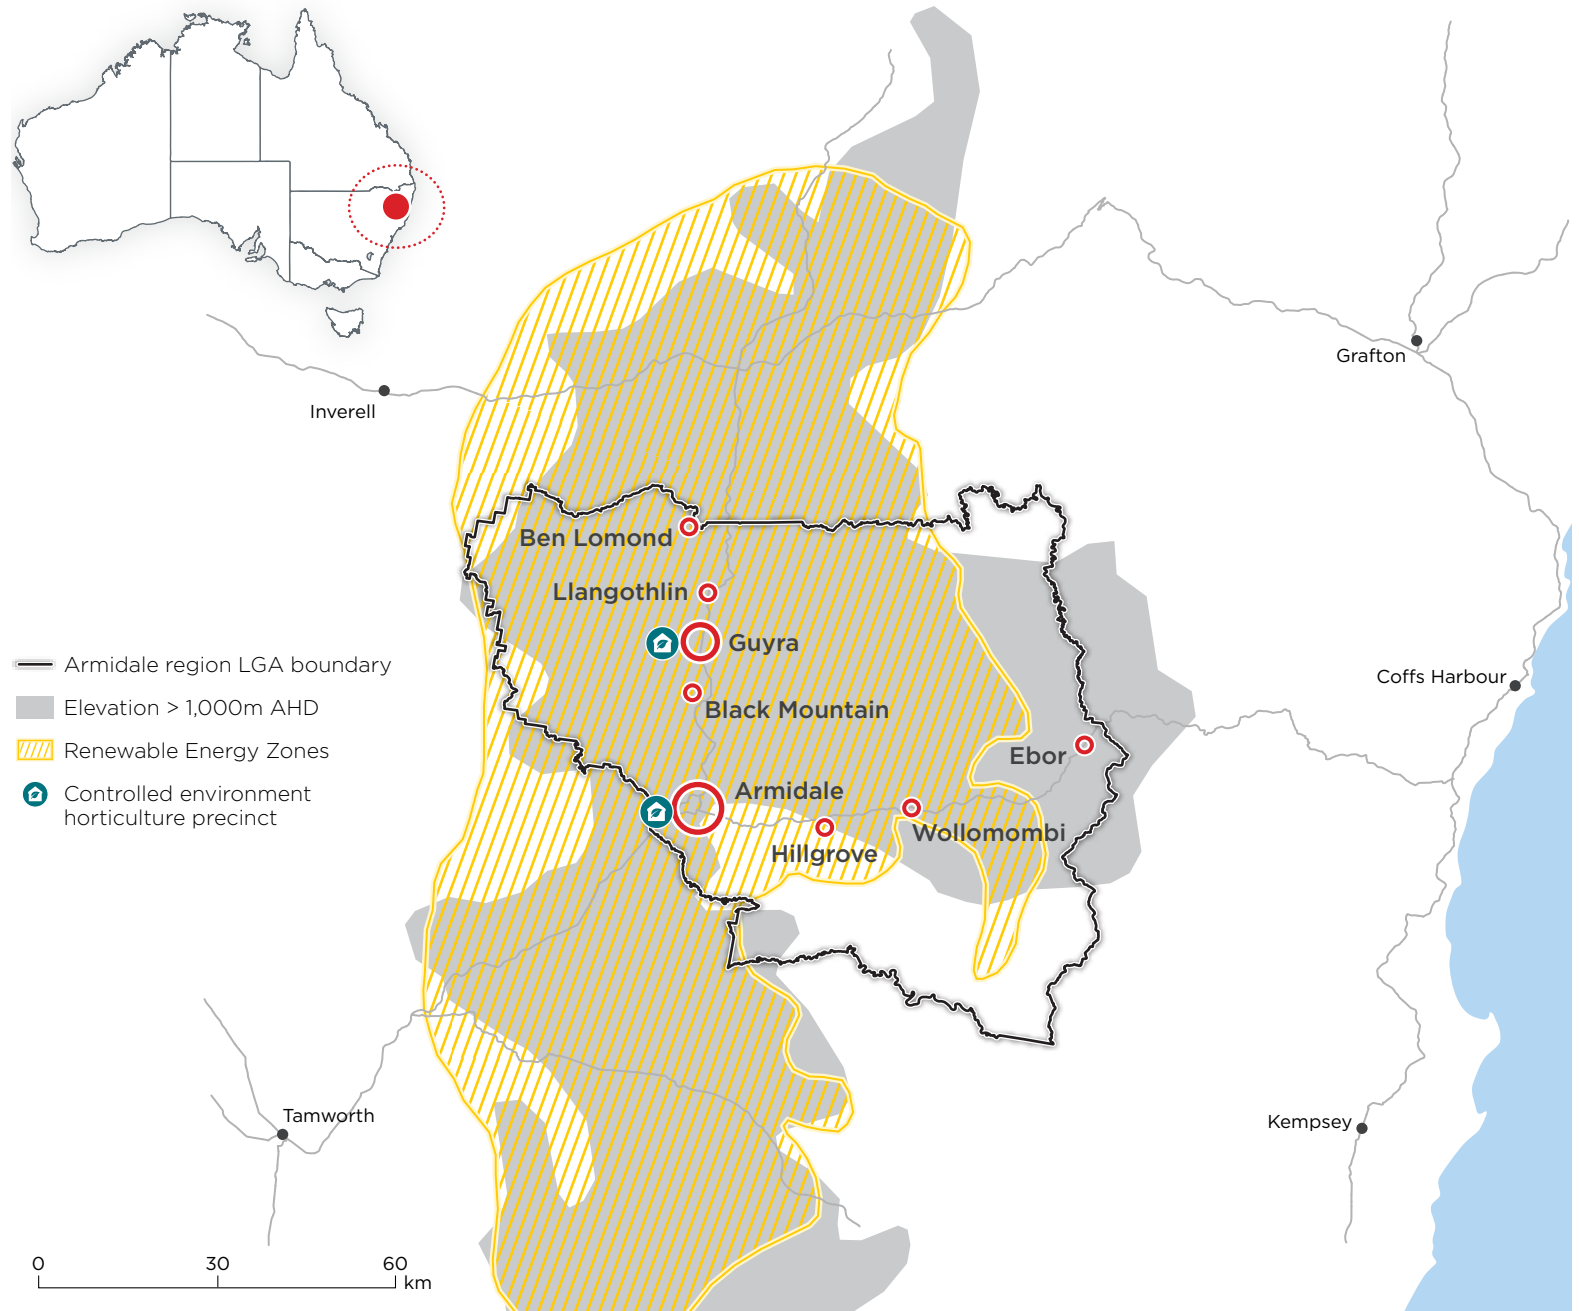 Grafton
Inverell
Ben Lomond
Llangothlin
Guyra
Armidale region LGA boundary
Elevation > 1,000m AHD
Renewable Energy Zones
Controlled environment
horticulture precinct
Coffs Harbour
Black Mountain
Ebor
Armidale
Wollomombi
Hillgrove
Tamworth
Kempsey
0 30 60
km